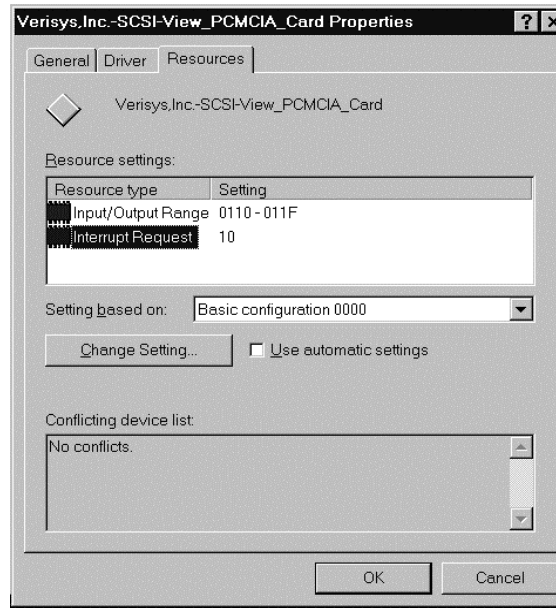 Verisys,Inc.-SCSI-View_PCMCIA_Card Properties
General Driver Resources
Verisys,Inc.-SCSI-View_PCMCIA_Card
Resource settings:
Resource type Setting
Input/Output Range 0110 - 011F
Interrupt Request 10
Setting based on: Basic configuration 0000
Change Setting... Use automatic settings
Conflicting device list:
No conflicts.
OK Cancel